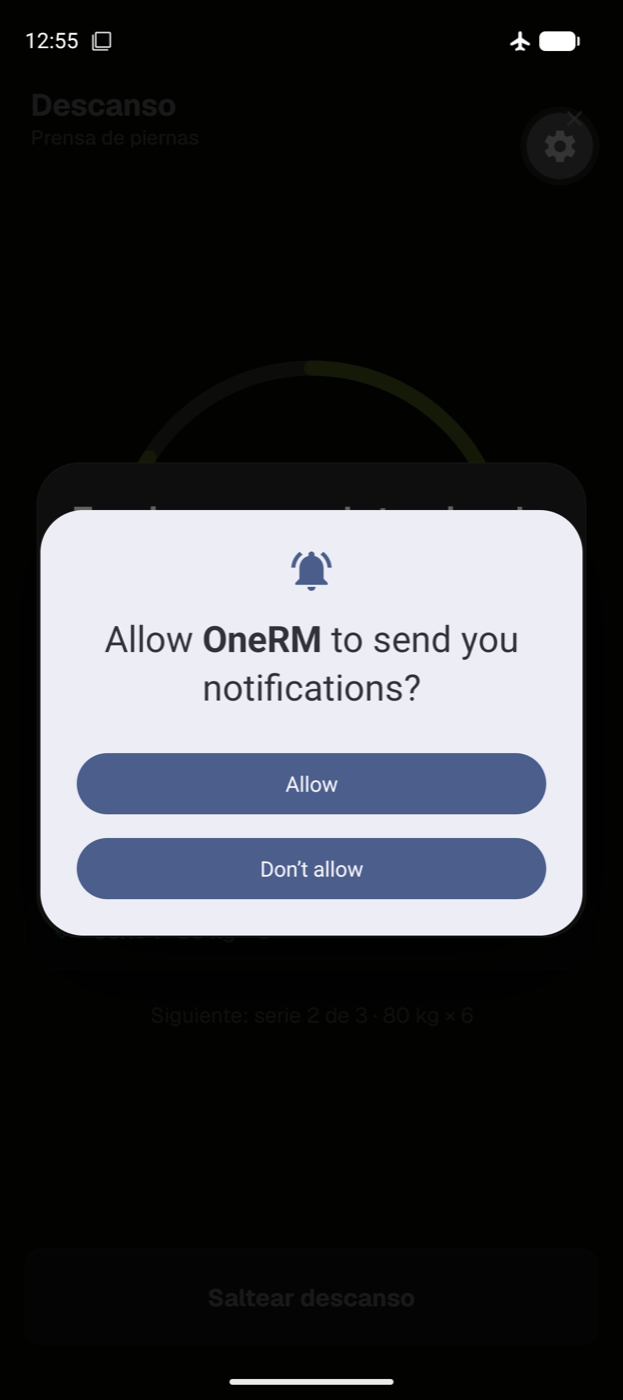 12:55
Descanso
Prensa de piernas
Allow OneRM to send you
notifications?
Allow
Don't allow
Siguiente: serie 2 de 3 · 80 kg × 6
Saltear descanso